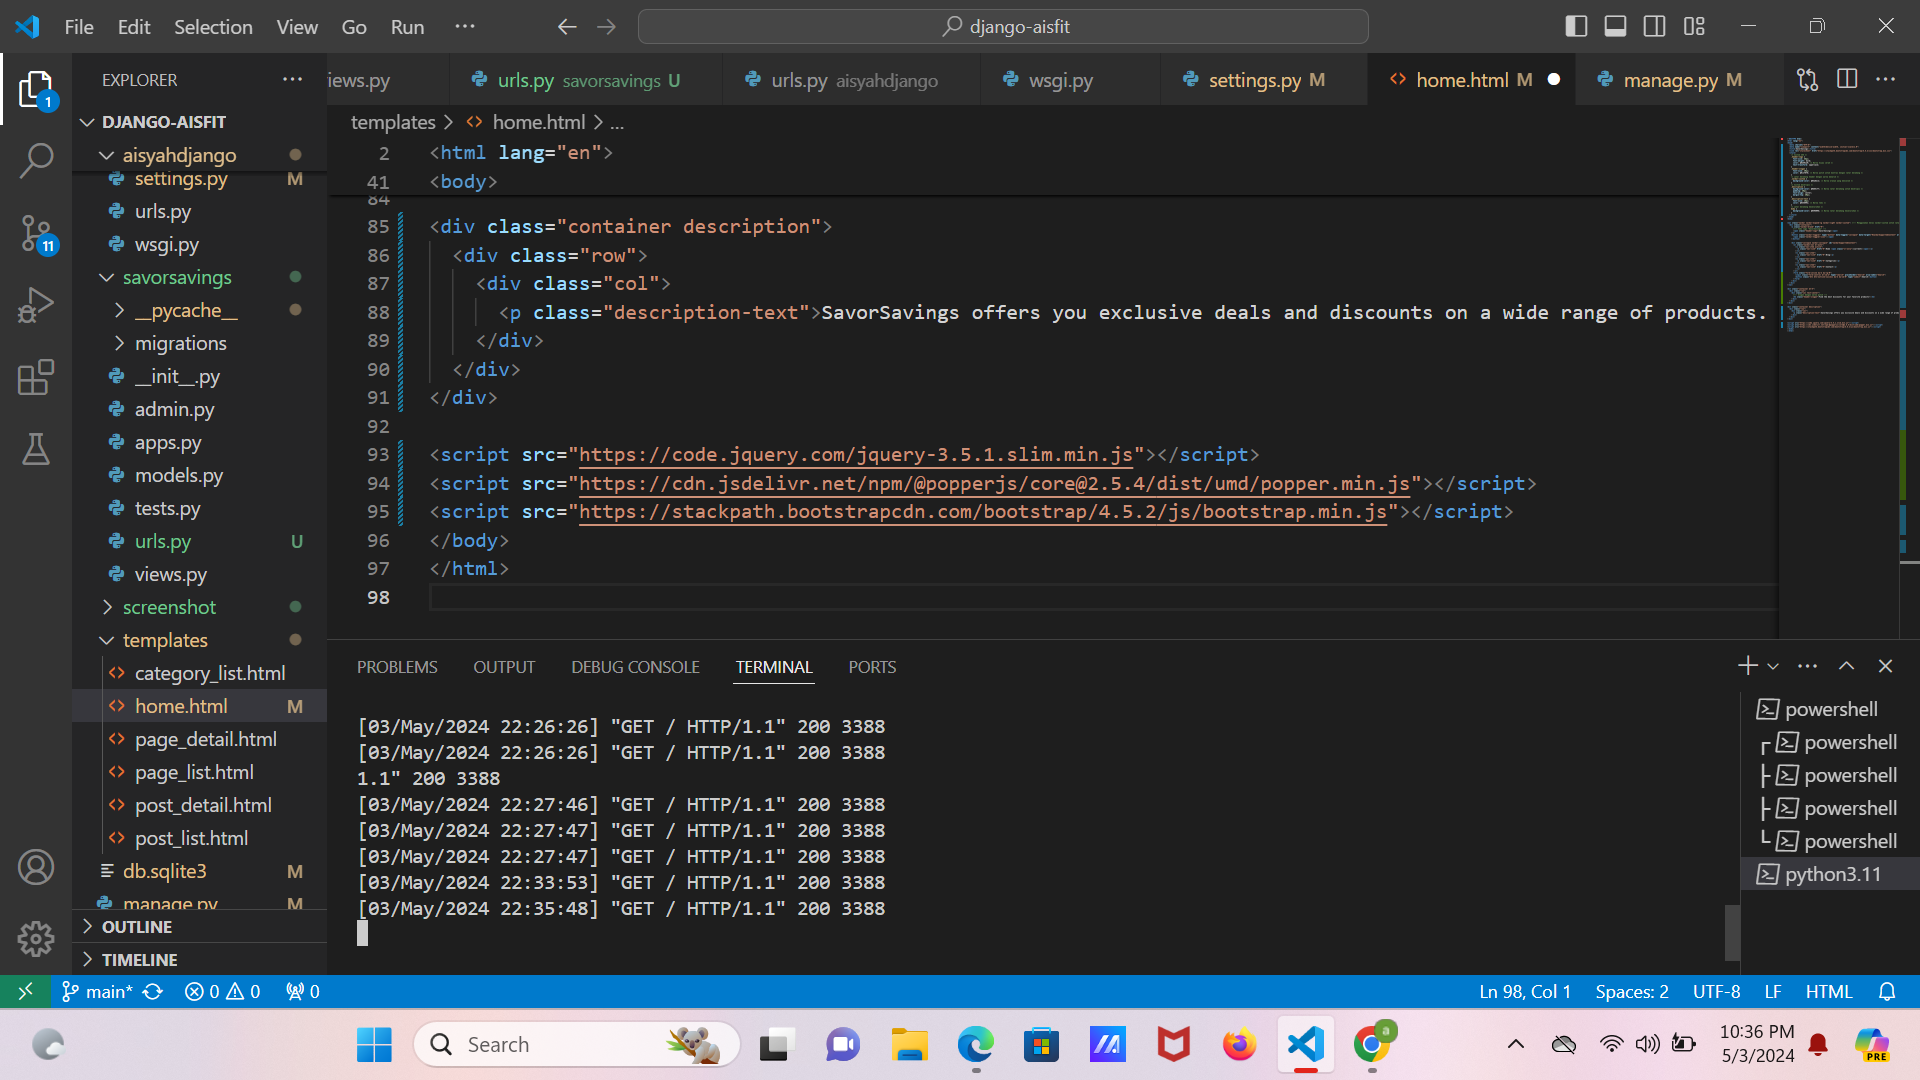 File Edit Selection View Go Run ··· django-aisfit
EXPLORER ···
iews.py urls.py savorsavings U urls.py aisyahdjango wsgi.py settings.py M home.html M manage.py M ···
1
11
DJANGO-AISFIT
aisyahdjango
settings.py M
urls.py
wsgi.py
savorsavings
__pycache__
migrations
__init__.py
admin.py
apps.py
models.py
tests.py
urls.py U
views.py
screenshot
templates
category_list.html
home.html M
page_detail.html
page_list.html
post_detail.html
post_list.html
db.sqlite3 M
manage.py M
OUTLINE
TIMELINE
templates > <> home.html > ...
2 <html lang="en">
41 <body>
84
85 <div class="container description">
86 <div class="row">
87 <div class="col">
88 <p class="description-text">SavorSavings offers you exclusive deals and discounts on a wide range of products.
89 </div>
90 </div>
91 </div>
92
93 <script src="https://code.jquery.com/jquery-3.5.1.slim.min.js"></script>
94 <script src="https://cdn.jsdelivr.net/npm/@popperjs/core@2.5.4/dist/umd/popper.min.js"></script>
95 <script src="https://stackpath.bootstrapcdn.com/bootstrap/4.5.2/js/bootstrap.min.js"></script>
96 </body>
97 </html>
98
PROBLEMS OUTPUT DEBUG CONSOLE TERMINAL PORTS
[03/May/2024 22:26:26] "GET / HTTP/1.1" 200 3388
[03/May/2024 22:26:26] "GET / HTTP/1.1" 200 3388
1.1" 200 3388
[03/May/2024 22:27:46] "GET / HTTP/1.1" 200 3388
[03/May/2024 22:27:47] "GET / HTTP/1.1" 200 3388
[03/May/2024 22:27:47] "GET / HTTP/1.1" 200 3388
[03/May/2024 22:33:53] "GET / HTTP/1.1" 200 3388
[03/May/2024 22:35:48] "GET / HTTP/1.1" 200 3388
powershell
powershell
powershell
powershell
powershell
python3.11
main* 0 0 0 Ln 98, Col 1 Spaces: 2 UTF-8 LF HTML
Search
a
10:36 PM
5/3/2024
PRE